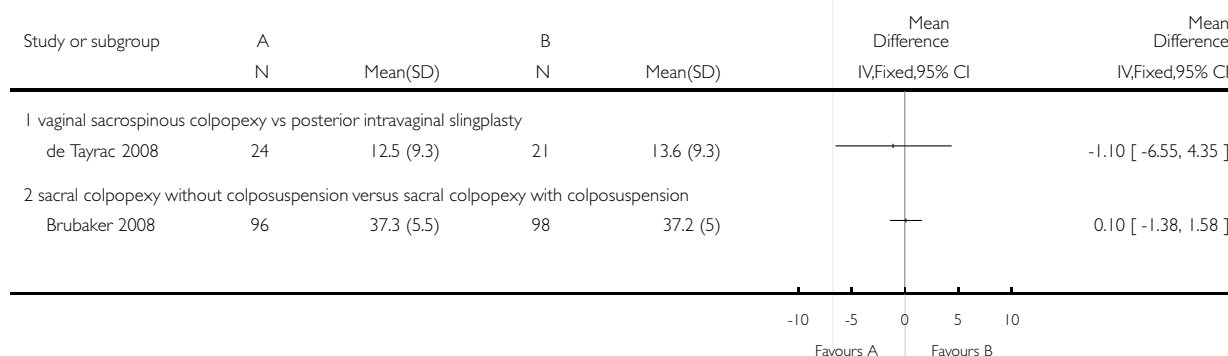 Mean Mean
Study or subgroup A B Difference Difference
N Mean(SD) N Mean(SD) IV,Fixed,95% CI IV,Fixed,95% CI
1 vaginal sacrospinous colpopexy vs posterior intravaginal slingplasty
de Tayrac 2008 24 12.5 (9.3) 21 13.6 (9.3) -1.10 [ -6.55, 4.35 ]
2 sacral colpopexy without colposuspension versus sacral colpopexy with colposuspension
Brubaker 2008 96 37.3 (5.5) 98 37.2 (5) 0.10 [ -1.38, 1.58 ]
-10 -5 0 5 10
Favours A Favours B